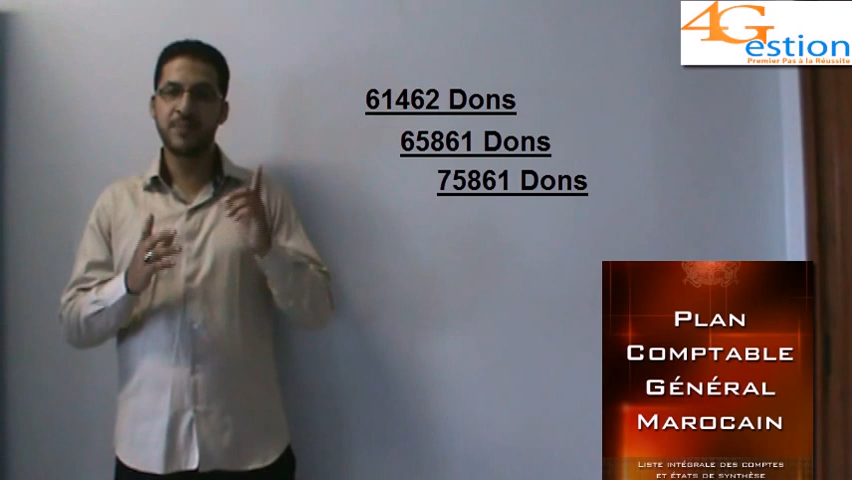 4Gestion
Premier Pas à la Réussite
61462 Dons
65861 Dons
75861 Dons
PLAN
COMPTABLE
GÉNÉRAL
MAROCAIN
LISTE INTÉGRALE DES COMPTES
ET ÉTATS DE SYNTHÈSE